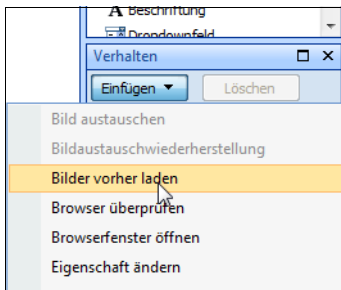 A Beschriftung
Dropdownfeld
Verhalten
Einfügen Löschen
Bild austauschen
Bildaustauschwiederherstellung
Bilder vorher laden
Browser überprüfen
Browserfenster öffnen
Eigenschaft ändern